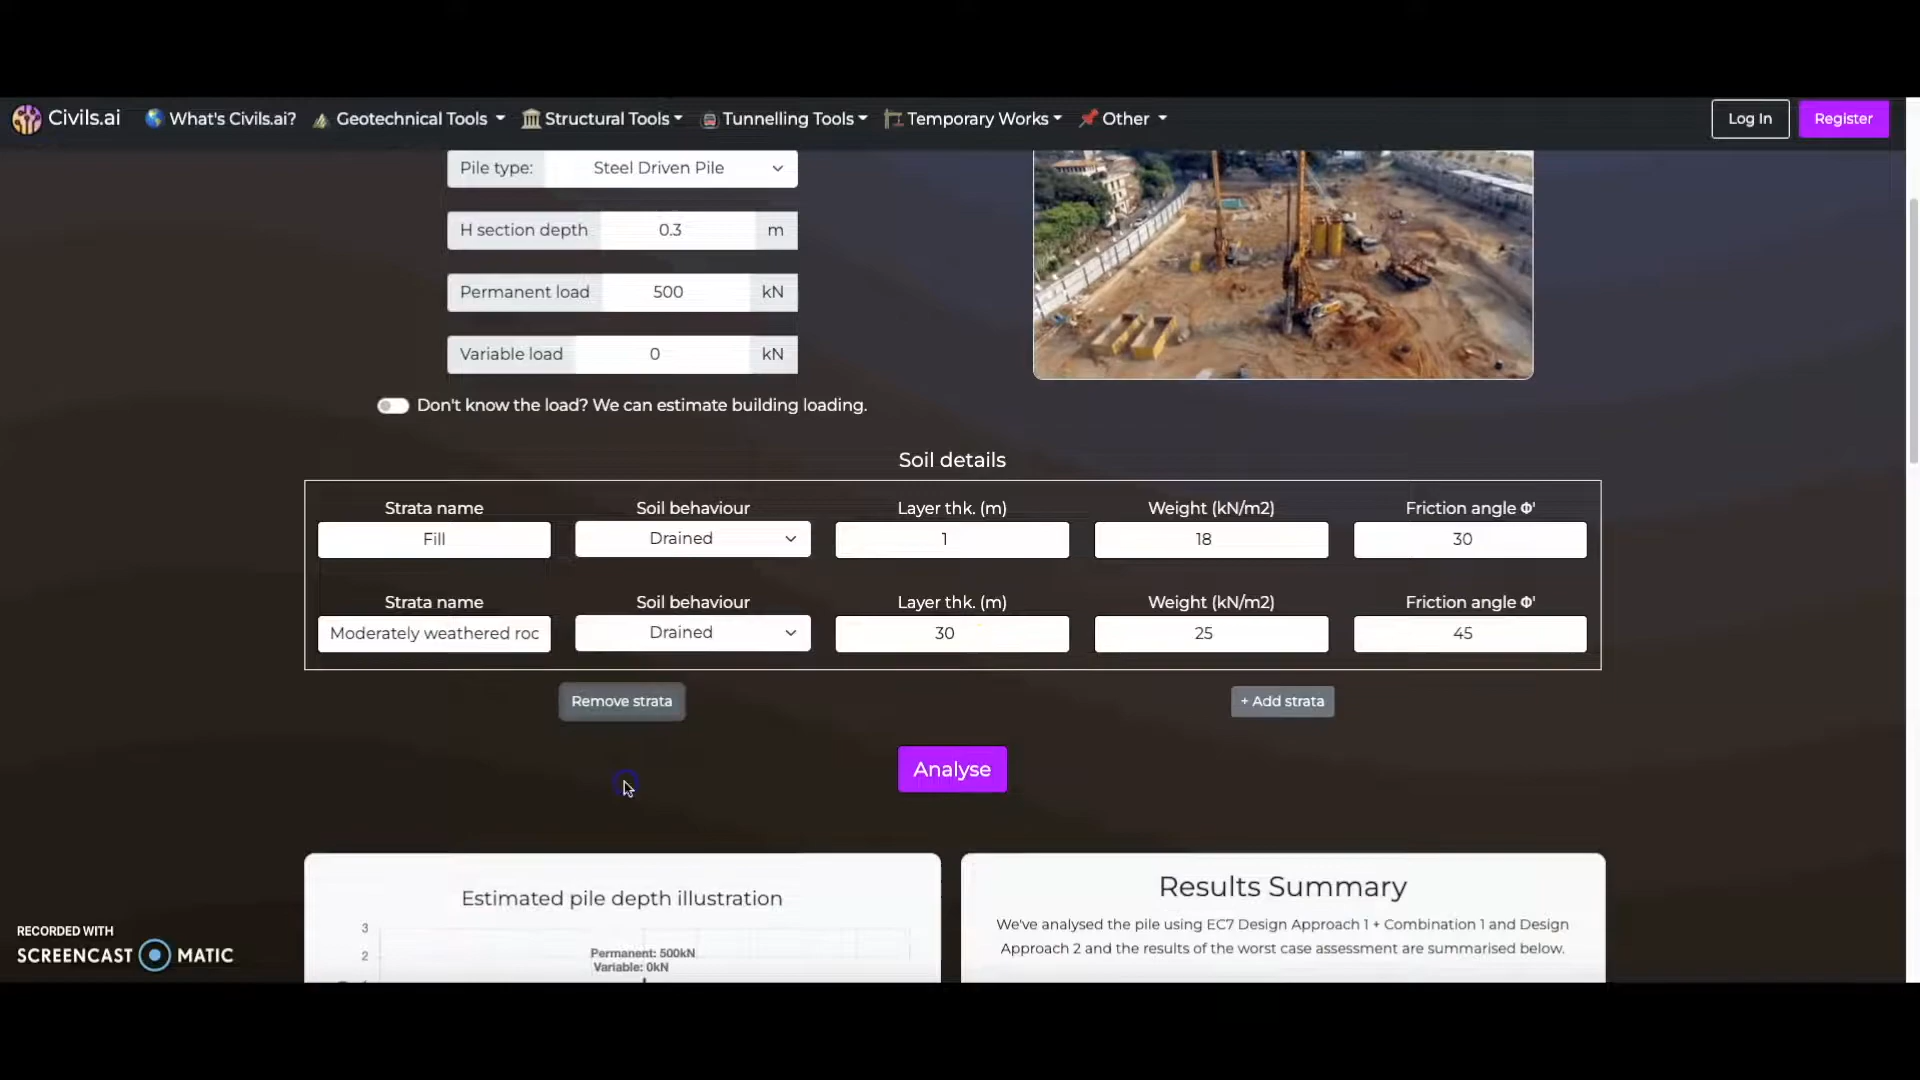 Civils.ai
What's Civils.ai?
Geotechnical Tools
Structural Tools
Tunnelling Tools
Temporary Works
Other
Log In
Register
Pile type: Steel Driven Pile
H section depth 0.3 m
Permanent load 500 kN
Variable load 0 kN
Don't know the load? We can estimate building loading.
Soil details
Strata name Soil behaviour Layer thk. (m) Weight (kN/m2) Friction angle Φ'
Fill Drained 1 18 30
Strata name Soil behaviour Layer thk. (m) Weight (kN/m2) Friction angle Φ'
Moderately weathered roc Drained 30 25 45
Remove strata
+ Add strata
Analyse
Estimated pile depth illustration
3
2
Permanent: 500kN
Variable: 0kN
Results Summary
We've analysed the pile using EC7 Design Approach 1 + Combination 1 and Design
Approach 2 and the results of the worst case assessment are summarised below.
RECORDED WITH
SCREENCAST MATIC